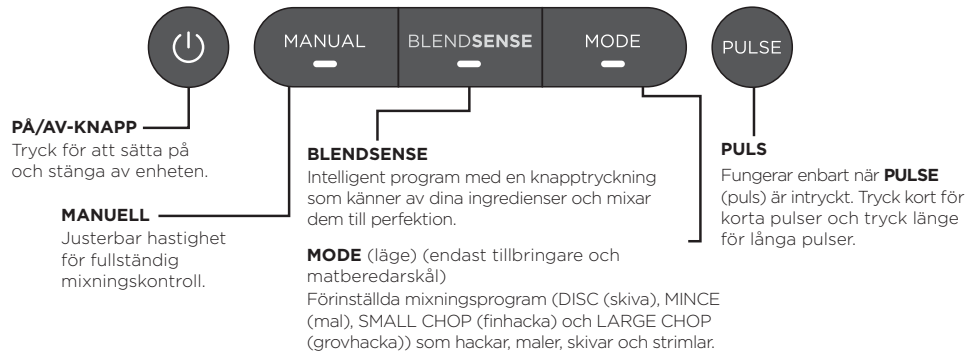 MANUAL
BLENDSENSE
MODE
PULSE
PÅ/AV-KNAPP
Tryck för att sätta på
och stänga av enheten.
MANUELL
Justerbar hastighet
för fullständig
mixningskontroll.
BLENDSENSE
Intelligent program med en knapptryckning
som känner av dina ingredienser och mixar
dem till perfektion.
MODE (läge) (endast tillbringare och
matberedarskål)
Förinställda mixningsprogram (DISC (skiva), MINCE
(mal), SMALL CHOP (finhacka) och LARGE CHOP
(grovhacka)) som hackar, maler, skivar och strimlar.
PULS
Fungerar enbart när PULSE
(puls) är intryckt. Tryck kort för
korta pulser och tryck länge
för långa pulser.